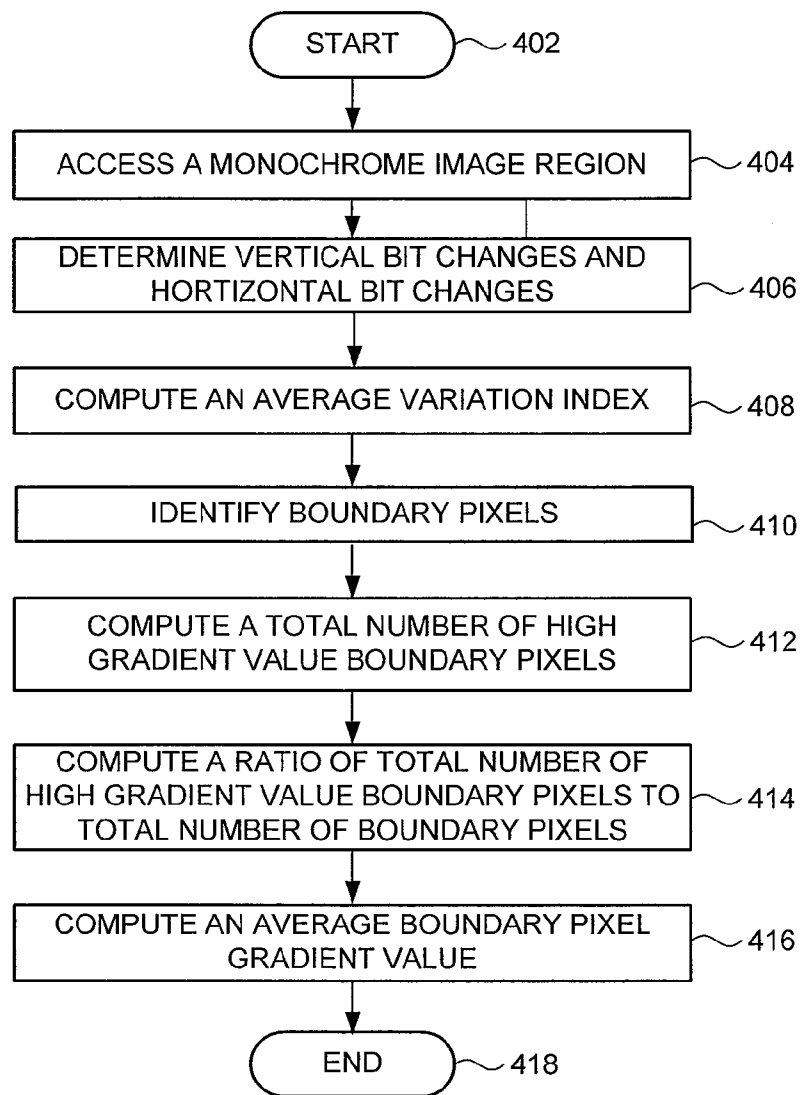 START
402
ACCESS A MONOCHROME IMAGE REGION
404
DETERMINE VERTICAL BIT CHANGES AND
HORTIZONTAL BIT CHANGES
406
COMPUTE AN AVERAGE VARIATION INDEX
408
IDENTIFY BOUNDARY PIXELS
410
COMPUTE A TOTAL NUMBER OF HIGH
GRADIENT VALUE BOUNDARY PIXELS
412
COMPUTE A RATIO OF TOTAL NUMBER OF
HIGH GRADIENT VALUE BOUNDARY PIXELS TO
TOTAL NUMBER OF BOUNDARY PIXELS
414
COMPUTE AN AVERAGE BOUNDARY PIXEL
GRADIENT VALUE
416
END
418